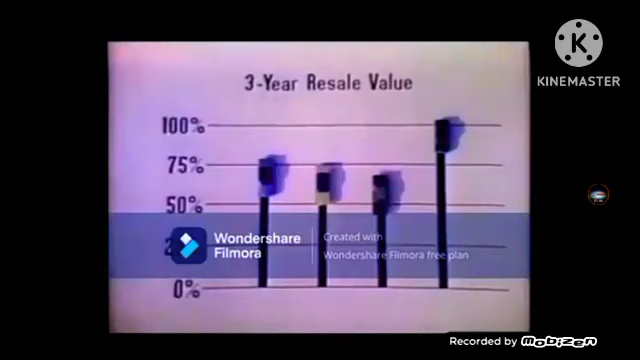 KINEMASTER
3-Year Resale Value
100%
75%
50%
2
0%
Wondershare
Filmora
Created with
Wondershare Filmora free plan
Recorded by Mobizen